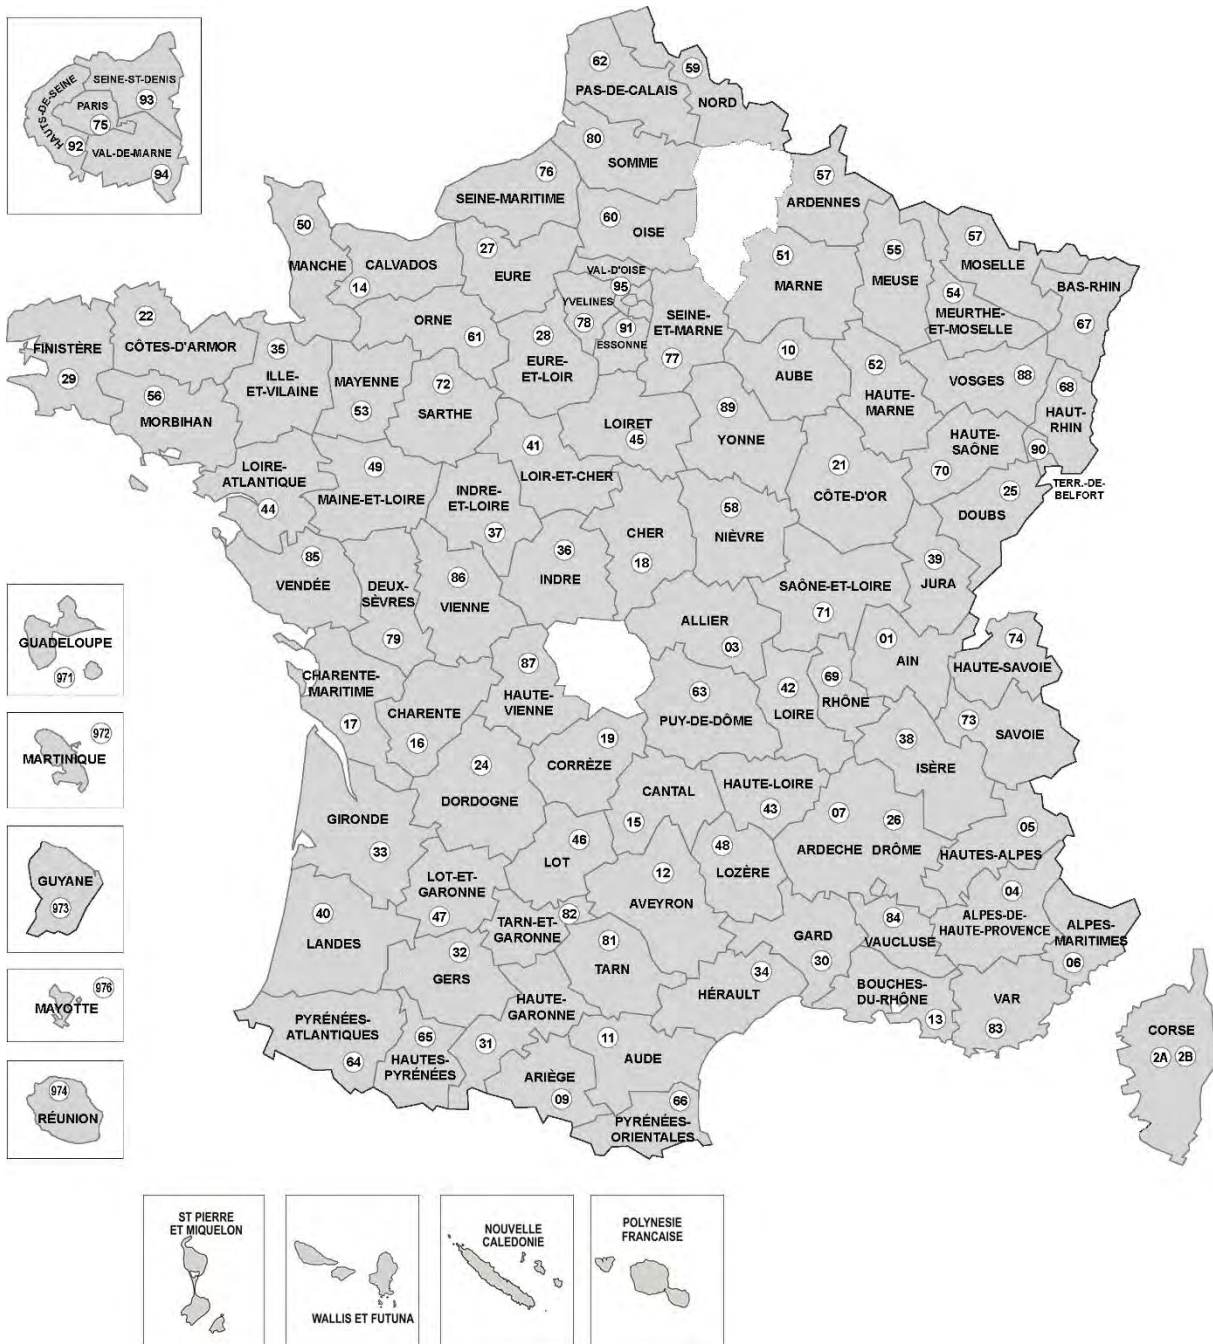 SEINE-ST-DENIS
93
HAUTS-DE-SEINE
92
PARIS
75
VAL-DE-MARNE
94
62
PAS-DE-CALAIS
59
NORD
80
SOMME
76
SEINE-MARITIME
60
OISE
57
ARDENNES
50
MANCHE
CALVADOS
14
27
EURE
VAL-D'OISE
95
YVELINES
78
91
ESSONNE
SEINE-
ET-MARNE
77
51
MARNE
55
MEUSE
57
MOSELLE
54
MEURTHE-
ET-MOSELLE
BAS-RHIN
67
FINISTÈRE
29
22
CÔTES-D'ARMOR
56
MORBIHAN
35
ILLE-
ET-VILAINE
ORNE
61
MAYENNE
53
72
SARTHE
28
EURE-
ET-LOIR
10
AUBE
52
HAUTE-
MARNE
VOSGES
88
68
HAUT-
RHIN
LOIRET
45
89
YONNE
41
LOIR-ET-CHER
HAUTE-
SAÔNE
70
90
TERR.-DE-
BELFORT
LOIRE-
ATLANTIQUE
44
49
MAINE-ET-LOIRE
INDRE-
ET-LOIRE
37
21
CÔTE-D'OR
25
DOUBS
CHER
18
58
NIÈVRE
36
INDRE
85
VENDÉE
DEUX-
SÈVRES
79
86
VIENNE
SAÔNE-ET-LOIRE
71
39
JURA
ALLIER
03
01
AIN
74
HAUTE-SAVOIE
GUADELOUPE
971
CHARENTE-
MARITIME
17
CHARENTE
16
87
HAUTE-
VIENNE
63
PUY-DE-DÔME
42
LOIRE
69
RHÔNE
73
SAVOIE
38
ISÈRE
972
MARTINIQUE
24
DORDOGNE
19
CORRÈZE
CANTAL
15
HAUTE-LOIRE
43
07
ARDECHE
26
DRÔME
05
HAUTES-ALPES
GIRONDE
33
46
LOT
48
LOZÈRE
12
AVEYRON
LOT-ET-
GARONNE
47
GUYANE
973
40
LANDES
TARN-ET-
GARONNE
82
81
TARN
GARD
30
84
VAUCLUSE
04
ALPES-DE-
HAUTE-PROVENCE
ALPES-
MARITIMES
06
32
GERS
34
HÉRAULT
BOUCHES-
DU-RHÔNE
13
VAR
83
976
MAYOTTE
PYRÉNÉES-
ATLANTIQUES
64
65
HAUTES-
PYRÉNÉES
HAUTE-
GARONNE
31
11
AUDE
ARIÈGE
09
66
PYRÉNÉES-
ORIENTALES
CORSE
2A
2B
974
RÉUNION
ST PIERRE
ET MIQUELON
WALLIS ET FUTUNA
NOUVELLE
CALEDONIE
POLYNESIE
FRANCAISE